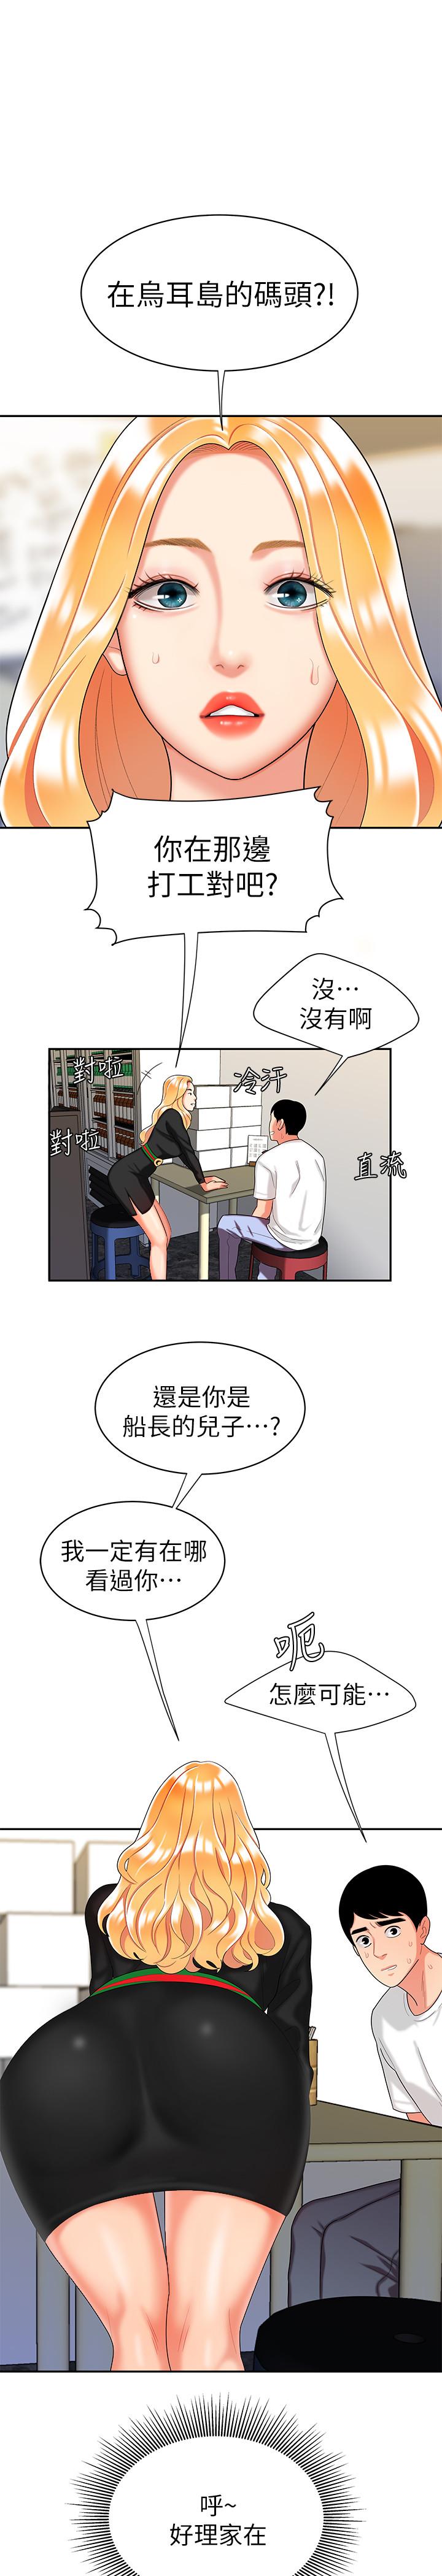 在烏耳島的碼頭?!
你在那邊
打工對吧?
沒…
沒有啊
對啦
對啦
冷汗
直流
還是你是
船長的兒子…?
我一定有在哪
看過你…
呃
怎麼可能…
呼~
好理家在